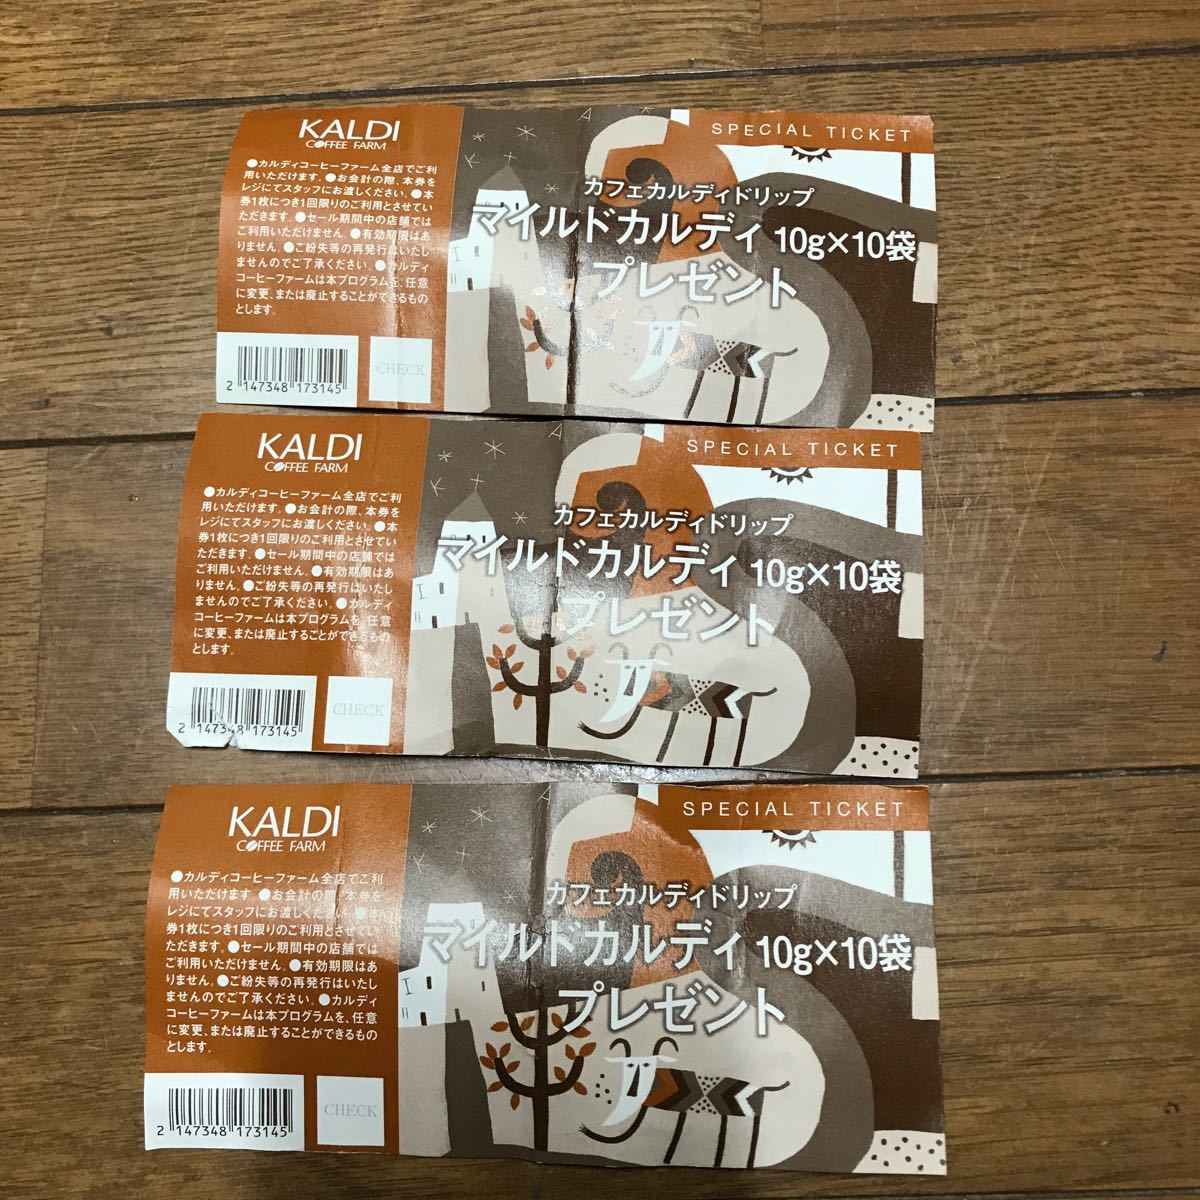 KALDI
COFFEE FARM
●カルディコーヒーファーム全店でご利
用いただけます。●お会計の際、本券を
レジにてスタッフにお渡しください。●本
券1枚につき1回限りのご利用とさせてい
ただきます。●セール期間中の店舗では
ご利用いただけません。●有効期限はあ
りません。●ご紛失等の再発行はいたし
ませんのでご了承ください。●カルディ
コーヒーファームは本プログラムを、任意
に変更、または廃止することができるもの
とします。
2 147348 173145
CHECK
SPECIAL TICKET
カフェカルディドリップ
マイルドカルディ 10g×10袋
プレゼント
KALDI
COFFEE FARM
●カルディコーヒーファーム全店でご利
用いただけます。●お会計の際、本券を
レジにてスタッフにお渡しください。●本
券1枚につき1回限りのご利用とさせてい
ただきます。●セール期間中の店舗では
ご利用いただけません。●有効期限はあ
りません。●ご紛失等の再発行はいたし
ませんのでご了承ください。●カルディ
コーヒーファームは本プログラムを、任意
に変更、または廃止することができるもの
とします。
2 147348 173145
CHECK
SPECIAL TICKET
カフェカルディドリップ
マイルドカルディ 10g×10袋
プレゼント
KALDI
COFFEE FARM
●カルディコーヒーファーム全店でご利
用いただけます。●お会計の際、本券を
レジにてスタッフにお渡しください。●本
券1枚につき1回限りのご利用とさせてい
ただきます。●セール期間中の店舗では
ご利用いただけません。●有効期限はあ
りません。●ご紛失等の再発行はいたし
ませんのでご了承ください。●カルディ
コーヒーファームは本プログラムを、任意
に変更、または廃止することができるもの
とします。
2 147348 173145
CHECK
SPECIAL TICKET
カフェカルディドリップ
マイルドカルディ 10g×10袋
プレゼント